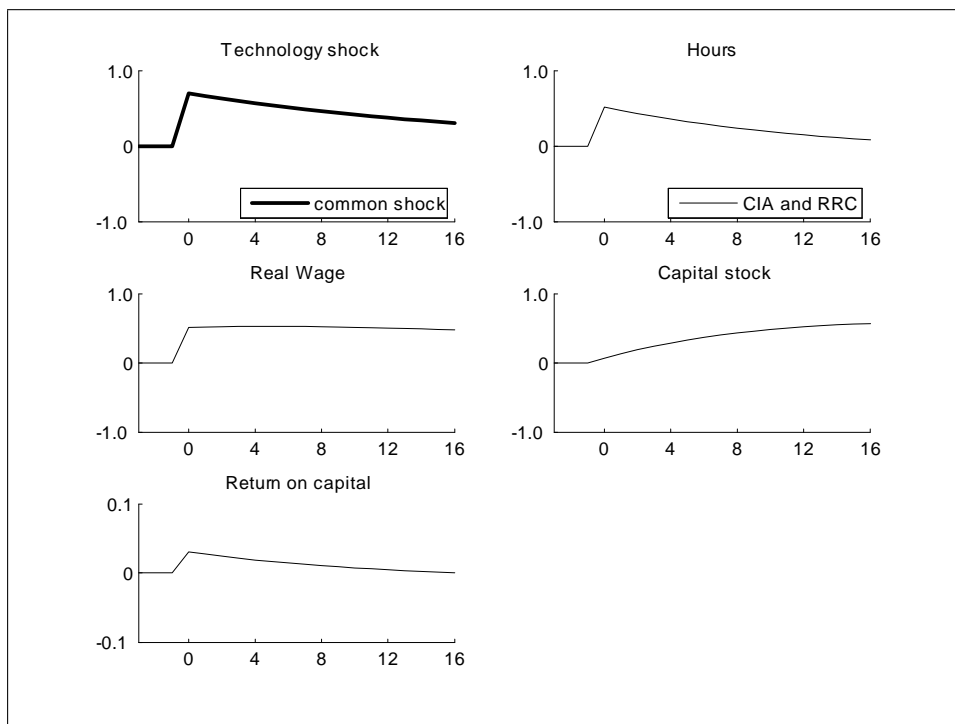 Technology shock
1.0
0
-1.0
common shock
0 4 8 12 16
Hours
1.0
0
-1.0
CIA and RRC
0 4 8 12 16
Real Wage
1.0
0
-1.0
0 4 8 12 16
Capital stock
1.0
0
-1.0
0 4 8 12 16
Return on capital
0.1
0
-0.1
0 4 8 12 16